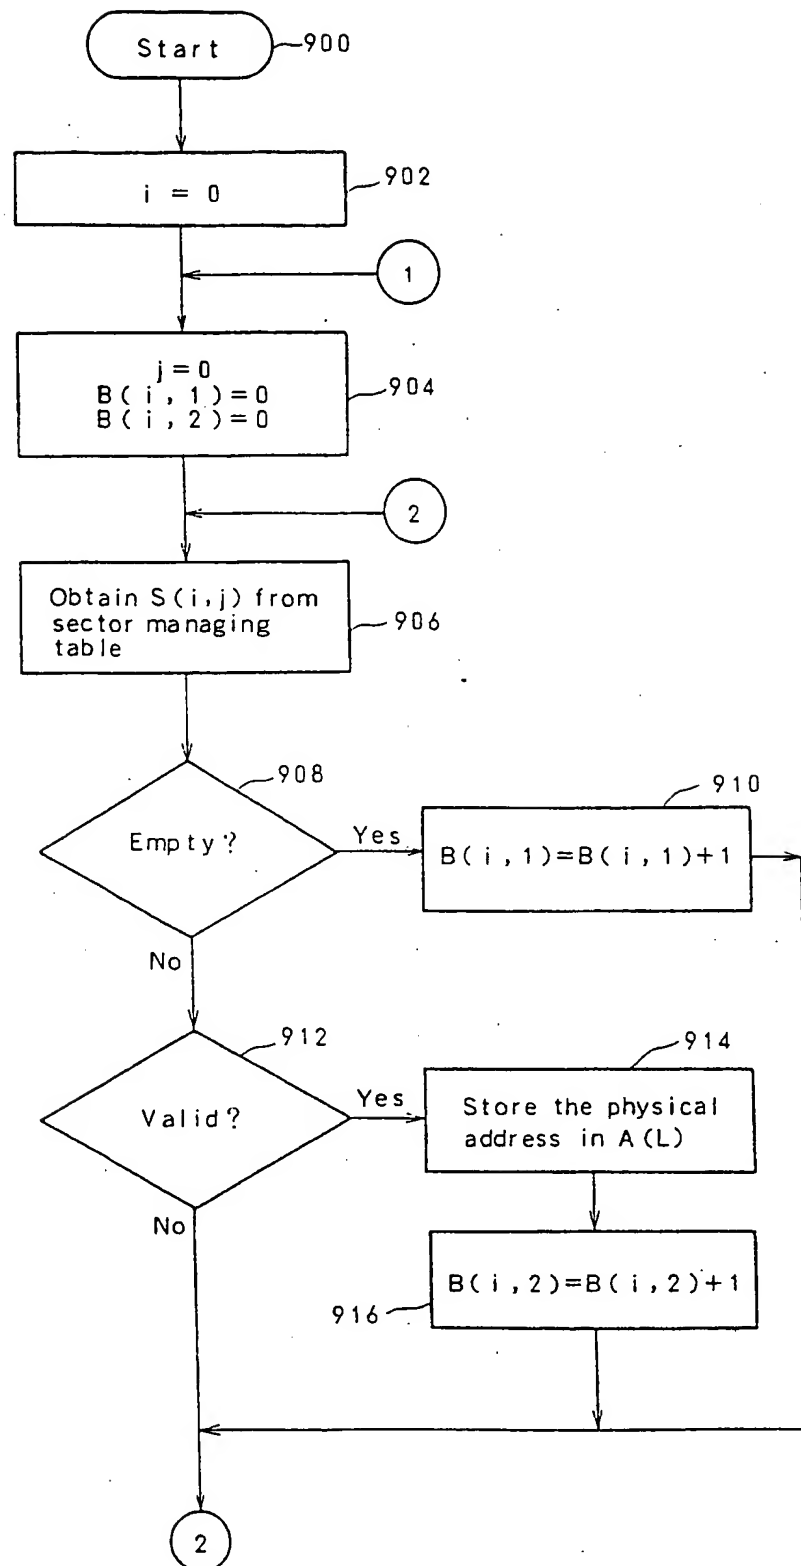 Start
900
i = 0
902
1
j=0
B(i,1)=0
B(i,2)=0
904
2
Obtain S(i,j) from
sector managing
table
906
908
Empty?
Yes
910
B(i,1)=B(i,1)+1
No
912
Valid?
Yes
914
Store the physical
address in A(L)
No
B(i,2)=B(i,2)+1
916
2